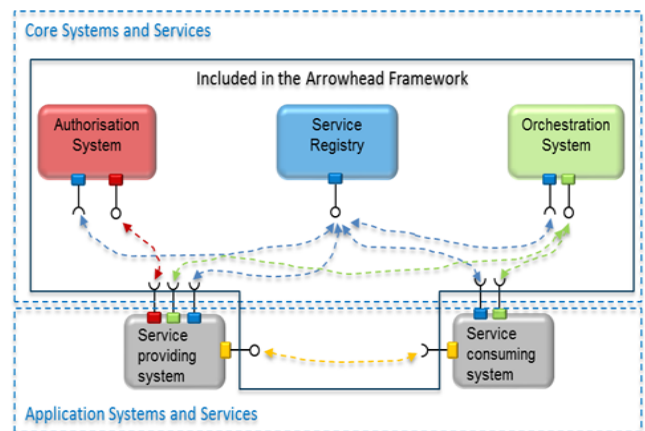 Core Systems and Services
Included in the Arrowhead Framework
Authorisation
System
Service
Registry
Orchestration
System
Service
providing
system
Service
consuming
system
Application Systems and Services